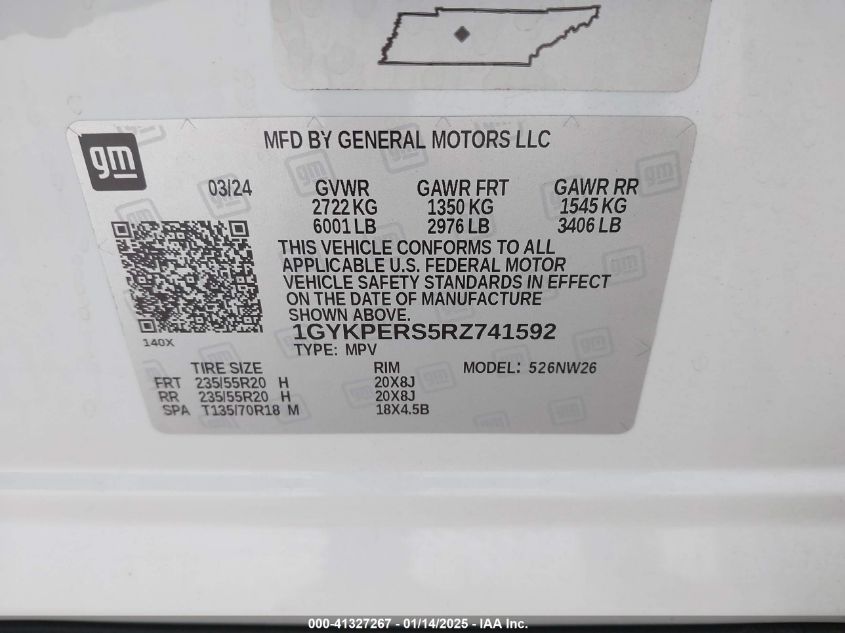 gm
MFD BY GENERAL MOTORS LLC
03/24 GVWR GAWR FRT GAWR RR
2722 KG 1350 KG 1545 KG
6001 LB 2976 LB 3406 LB
THIS VEHICLE CONFORMS TO ALL
APPLICABLE U.S. FEDERAL MOTOR
VEHICLE SAFETY STANDARDS IN EFFECT
ON THE DATE OF MANUFACTURE
SHOWN ABOVE.
1GYKPERS5RZ741592
140X
TYPE: MPV
TIRE SIZE RIM MODEL: 526NW26
FRT 235/55R20 H 20X8J
RR 235/55R20 H 20X8J
SPA T135/70R18 M 18X4.5B
000-41327267 - 01/14/2025 - IAA Inc.